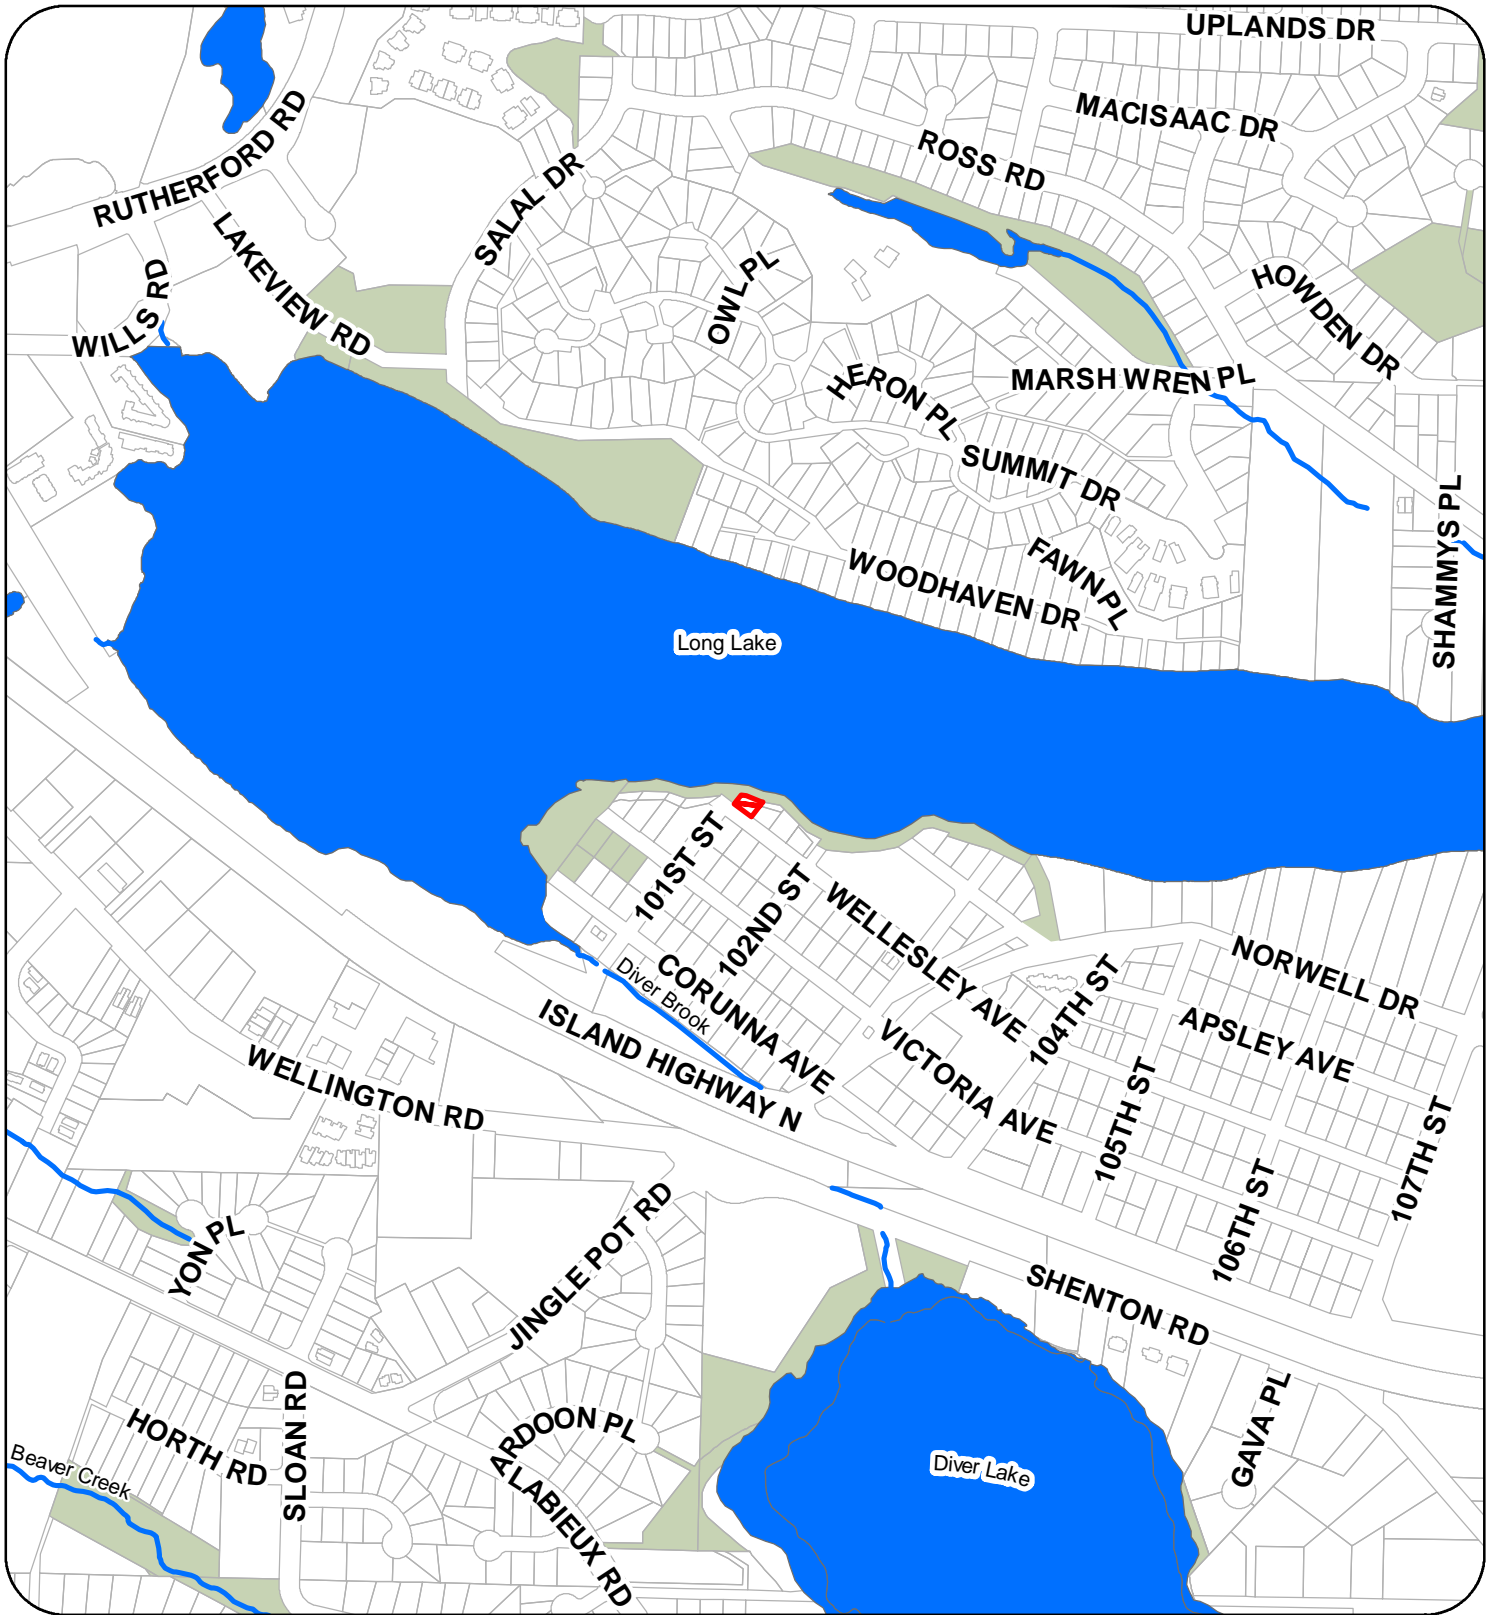 UPLANDS DR
MACISAAC DR
ROSS RD
RUTHERFORD RD
SALAL DR
LAKEVIEW RD
OWL PL
WILLS RD
HOWDEN DR
HERON PL
MARSH WREN PL
SUMMIT DR
SHAMMYS PL
FAWN PL
WOODHAVEN DR
Long Lake
101ST ST
102ND ST
WELLESLEY AVE
NORWELL DR
CORUNNA AVE
Diver Brook
104TH ST
APSLEY AVE
ISLAND HIGHWAY N
VICTORIA AVE
WELLINGTON RD
105TH ST
107TH ST
106TH ST
YON PL
JINGLE POT RD
SHENTON RD
GAVA PL
HORTH RD
SLOAN RD
ARDOON PL
Beaver Creek
LABIEUX RD
Diver Lake